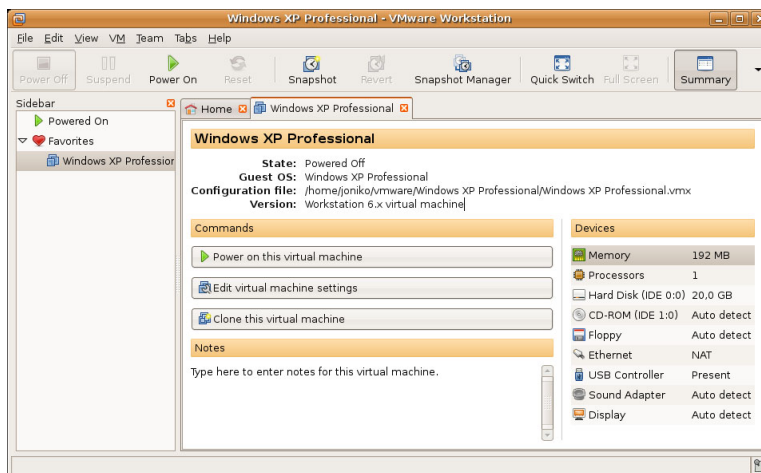 Windows XP Professional - VMware Workstation
File Edit View VM Team Tabs Help
Power Off Suspend Power On Reset Snapshot Revert Snapshot Manager Quick Switch Full Screen Summary
Sidebar
Powered On
Favorites
Windows XP Profession
Home Windows XP Professional
Windows XP Professional
State: Powered Off
Guest OS: Windows XP Professional
Configuration file: /home/joniko/vmware/Windows XP Professional/Windows XP Professional.vmx
Version: Workstation 6.x virtual machine
Commands
Power on this virtual machine
Edit virtual machine settings
Clone this virtual machine
Notes
Type here to enter notes for this virtual machine.
Devices
Memory 192 MB
Processors 1
Hard Disk (IDE 0:0) 20,0 GB
CD-ROM (IDE 1:0) Auto detect
Floppy Auto detect
Ethernet NAT
USB Controller Present
Sound Adapter Auto detect
Display Auto detect